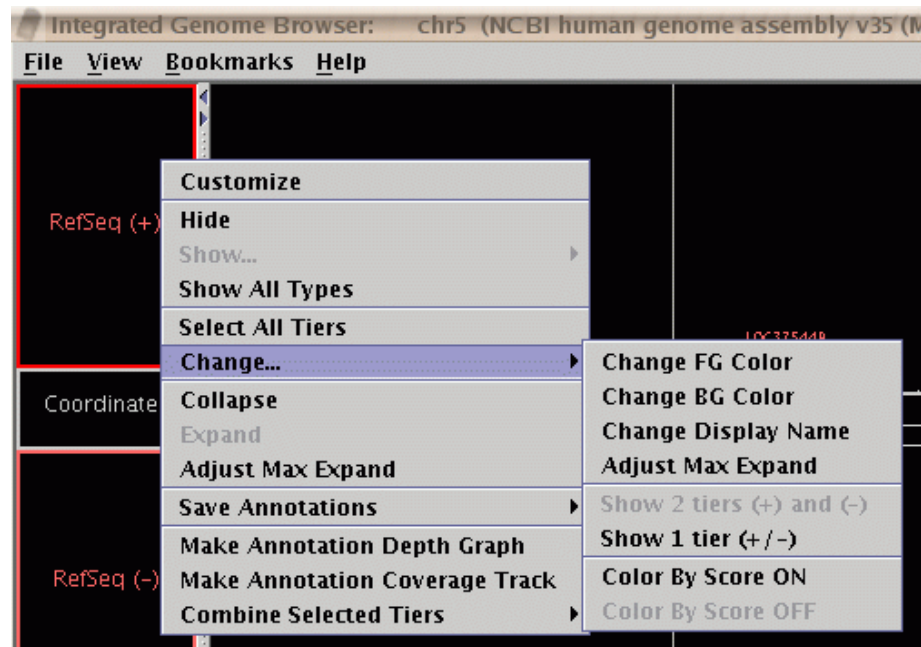 Integrated Genome Browser: chr5 (NCBI human genome assembly v35 (M
File View Bookmarks Help
RefSeq (+)
Customize
Hide
Show...
Show All Types
Select All Tiers
Change...
Collapse
Expand
Adjust Max Expand
Save Annotations
Make Annotation Depth Graph
Make Annotation Coverage Track
Combine Selected Tiers
Change FG Color
Change BG Color
Change Display Name
Adjust Max Expand
Show 2 tiers (+) and (-)
Show 1 tier (+/-)
Color By Score ON
Color By Score OFF
Coordinate
RefSeq (-)